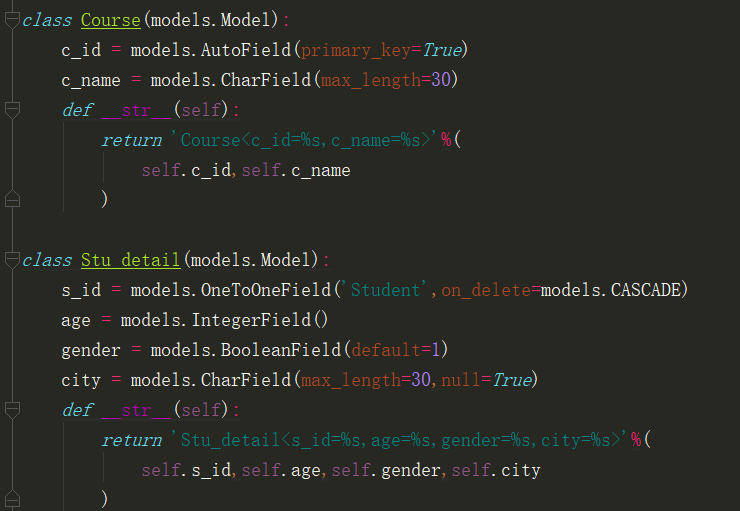 class Course(models.Model):
    c_id = models.AutoField(primary_key=True)
    c_name = models.CharField(max_length=30)
    def __str__(self):
        return 'Course<c_id=%s,c_name=%s>'%(
            self.c_id,self.c_name
        )
class Stu_detail(models.Model):
    s_id = models.OneToOneField('Student',on_delete=models.CASCADE)
    age = models.IntegerField()
    gender = models.BooleanField(default=1)
    city = models.CharField(max_length=30,null=True)
    def __str__(self):
        return 'Stu_detail<s_id=%s,age=%s,gender=%s,city=%s>'%(
            self.s_id,self.age,self.gender,self.city
        )